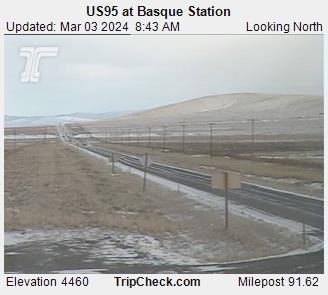 US95 at Basque Station
Updated: Mar 03 2024 8:43 AM Looking North
Elevation 4460 TripCheck.com Milepost 91.62